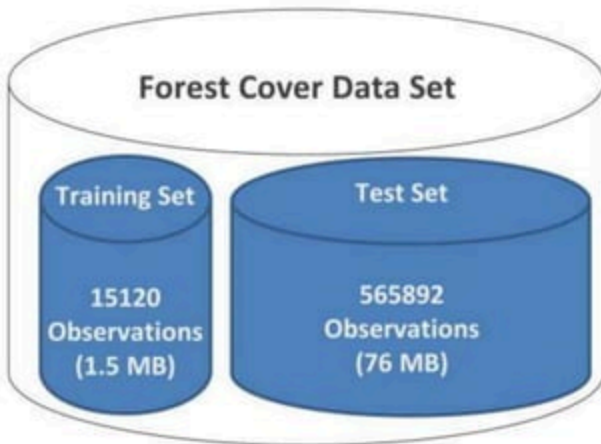 Forest Cover Data Set
Training Set
15120
Observations
(1.5 MB)
Test Set
565892
Observations
(76 MB)